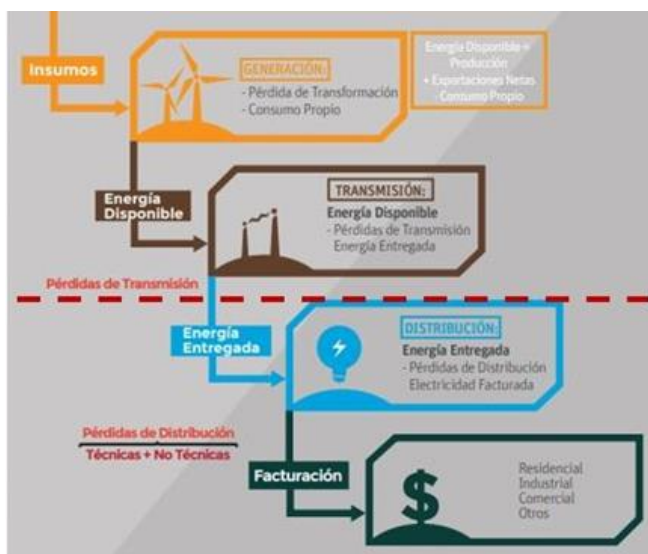 Insumos
GENERACIÓN:
- Pérdida de Transformación
- Consumo Propio
Energía Disponible =
Producción
+ Exportaciones Netas
- Consumo Propio
Energía
Disponible
TRANSMISIÓN:
Energía Disponible
- Pérdidas de Transmisión
Energía Entregada
Pérdidas de Transmisión
Energía
Entregada
DISTRIBUCIÓN:
Energía Entregada
- Pérdidas de Distribución
Electricidad Facturada
Pérdidas de Distribución
Técnicas + No Técnicas
Facturación
$
Residencial
Industrial
Comercial
Otros